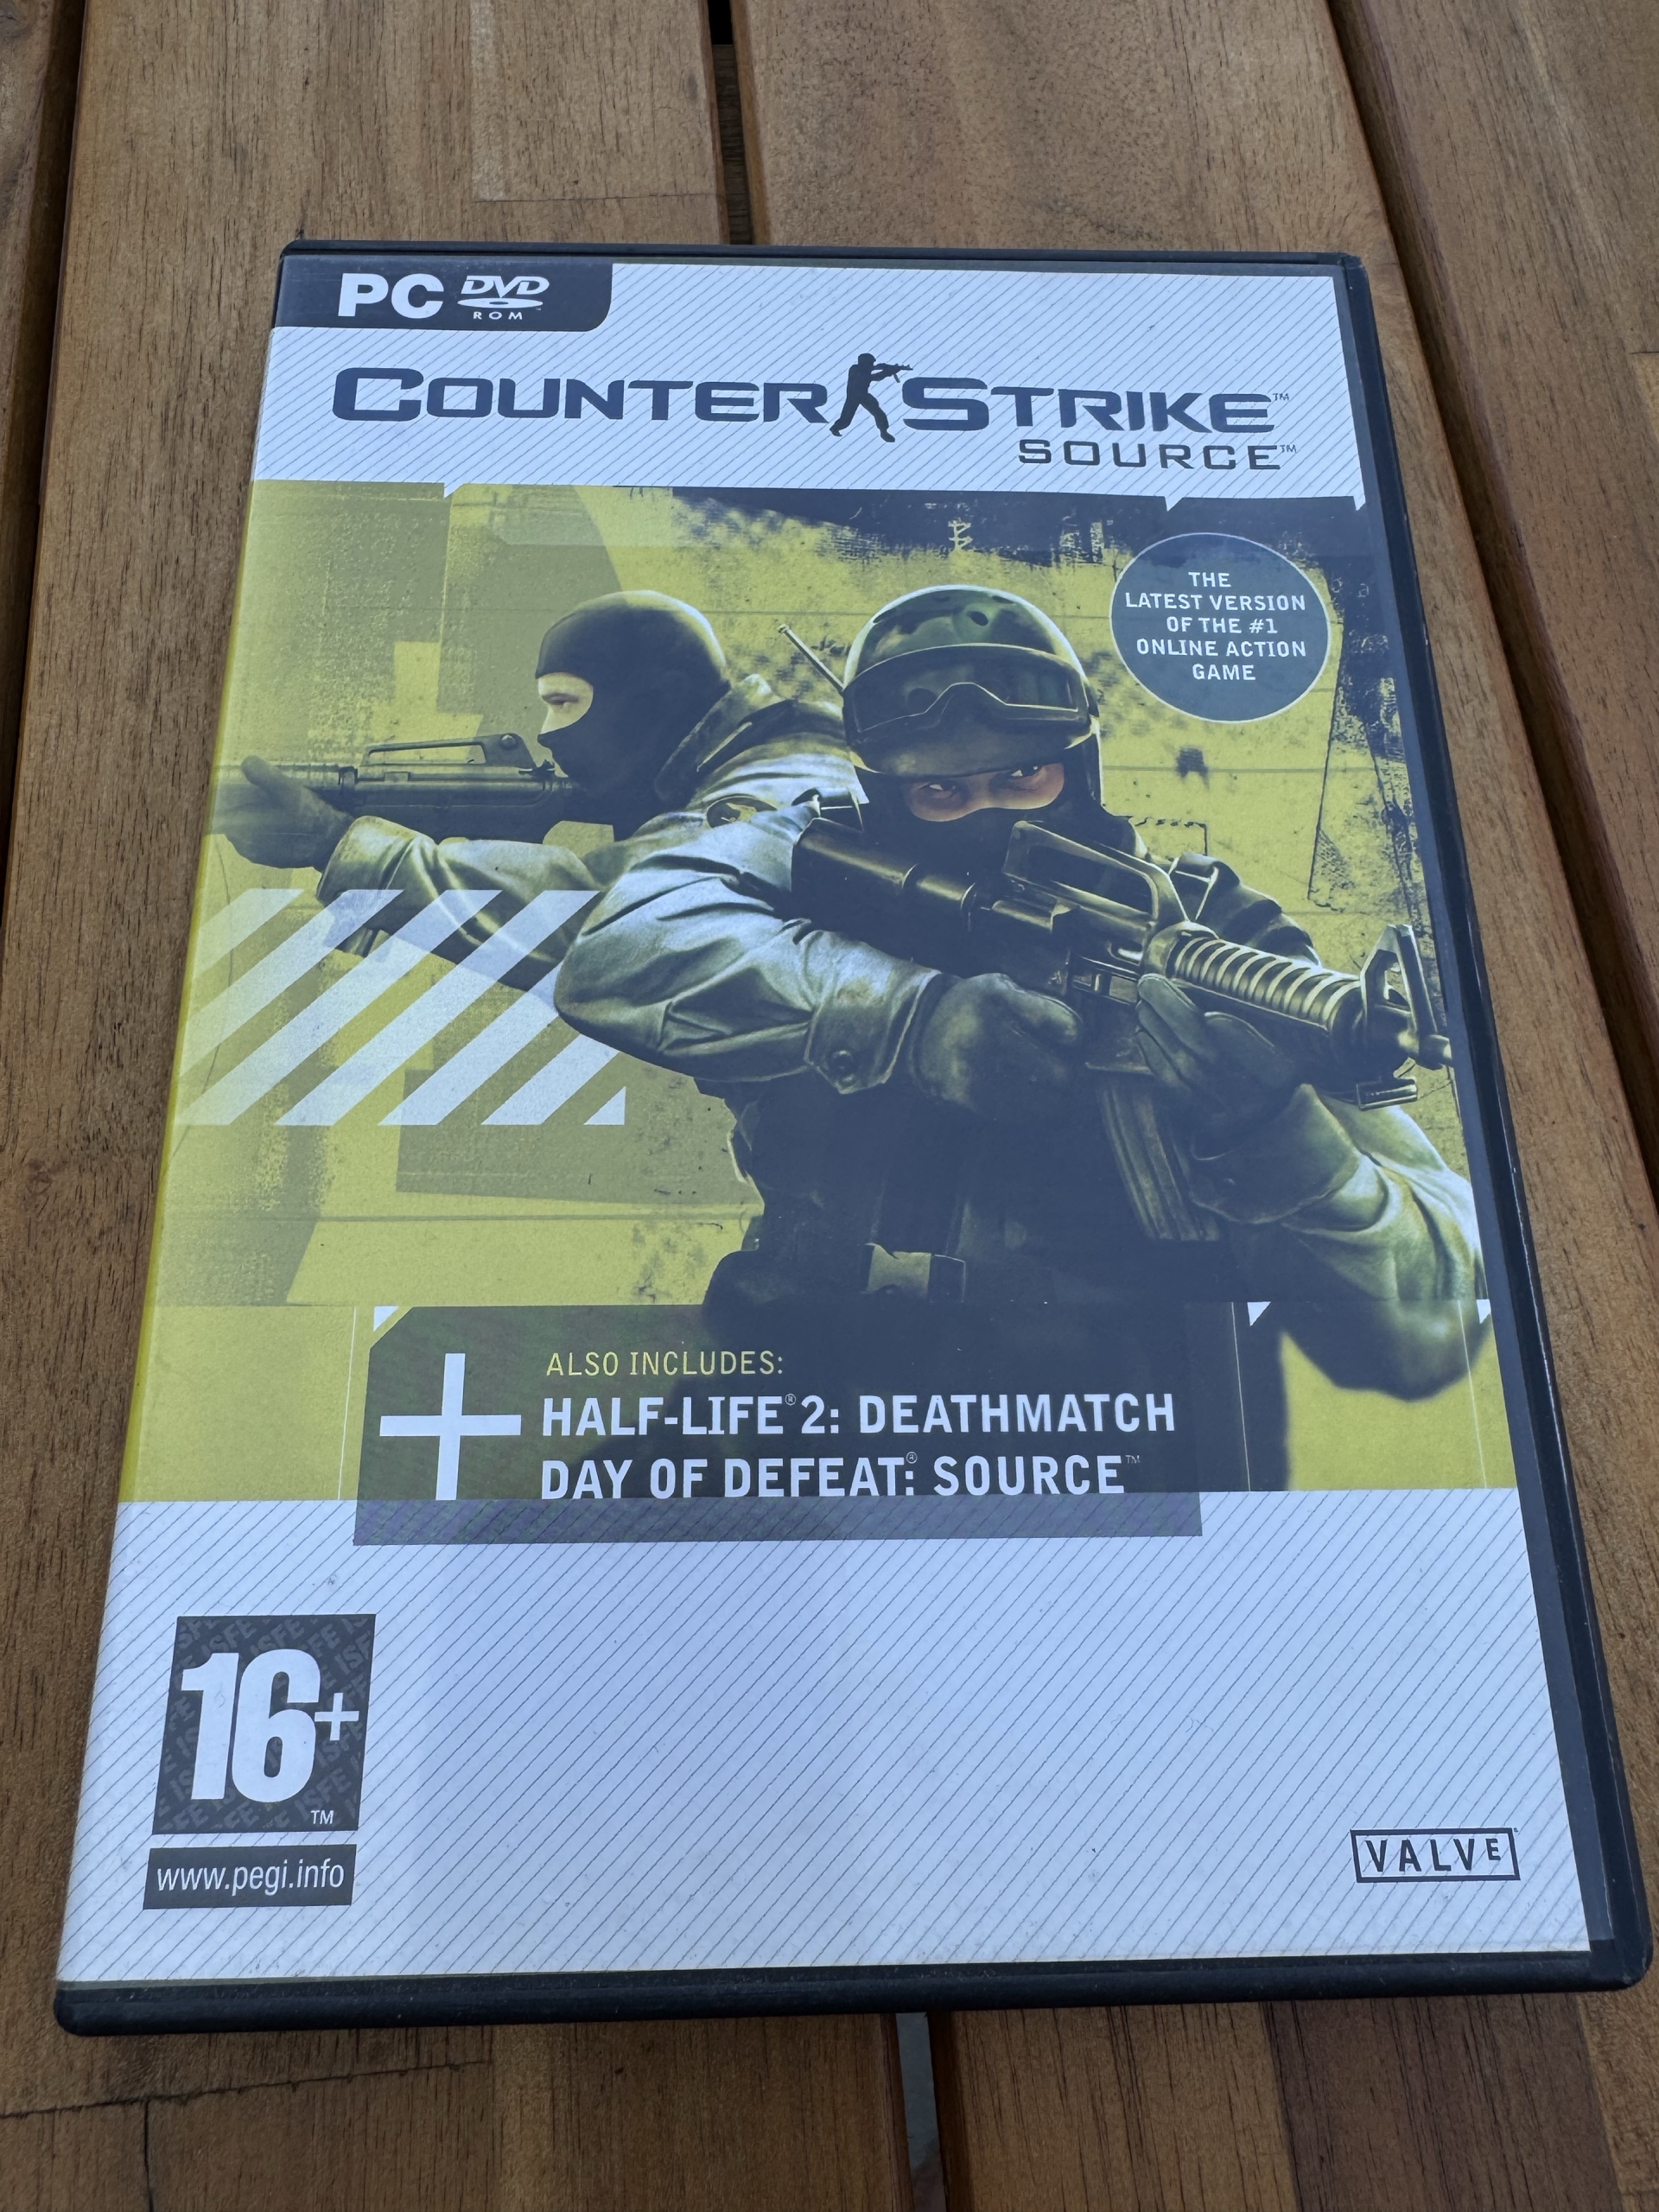 PC DVD
ROM
COUNTER STRIKE™
SOURCE™
THE
LATEST VERSION
OF THE #1
ONLINE ACTION
GAME
ALSO INCLUDES:
HALF-LIFE® 2: DEATHMATCH
DAY OF DEFEAT®: SOURCE™
16+
TM
www.pegi.info
VALVE®